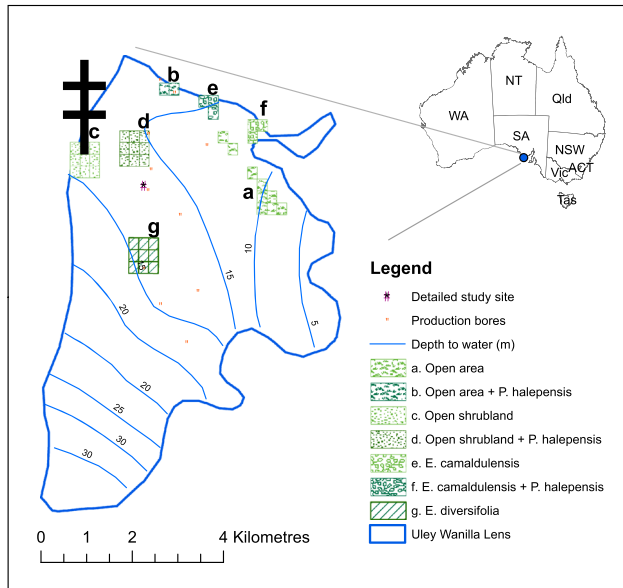 b
e
f
d
c
a
g
10
15
5
15
20
20
25
30
30
0 2 4 Kilometres
NT
Qld
WA
SA
NSW
ACT
Vic
Tas
Legend
Detailed study site
Production bores
Depth to water (m)
a. Open area
b. Open area + P. halepensis
c. Open shrubland
d. Open shrubland + P. halepensis
e. E. camaldulensis
f. E. camaldulensis + P. halepensis
g. E. diversifolia
Uley Wanilla Lens